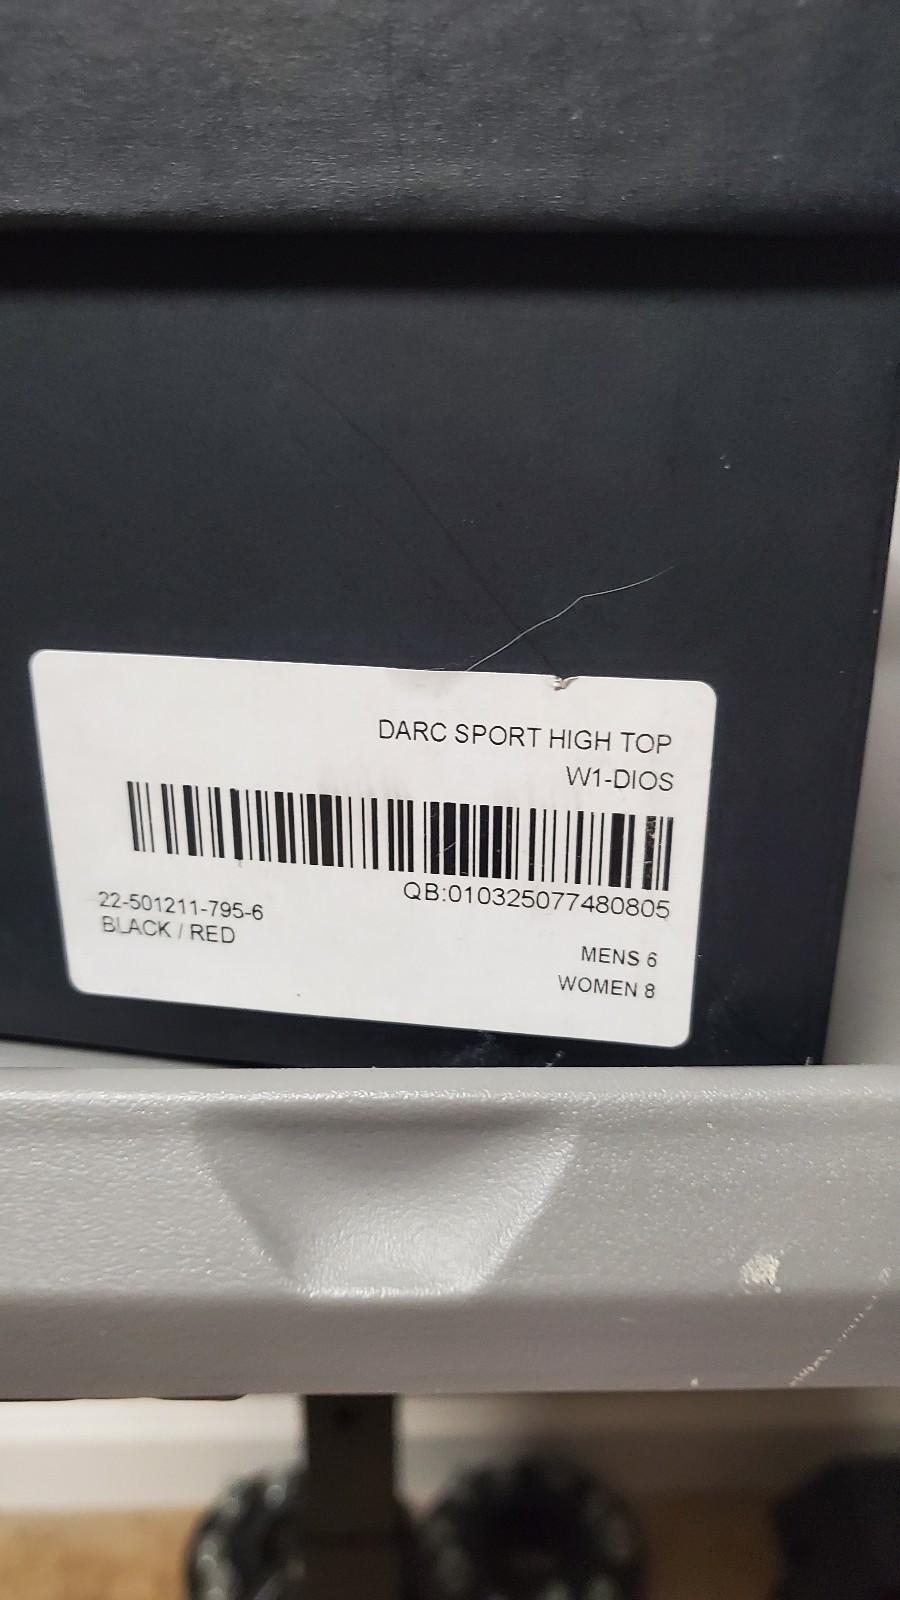 DARC SPORT HIGH TOP
W1-DIOS
QB:010325077480805
22-501211-795-6
BLACK / RED
MENS 6
WOMEN 8